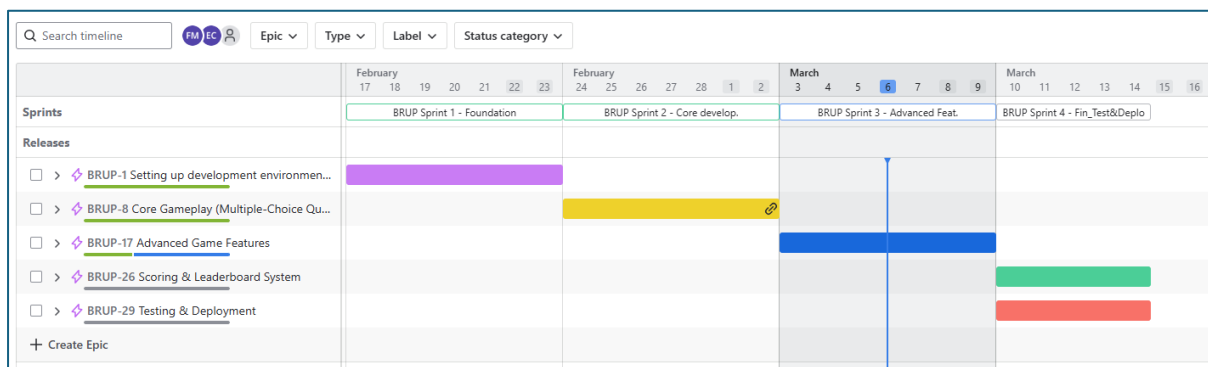 Search timeline FM EC Epic Type Label Status category
February February March March
17 18 19 20 21 22 23 24 25 26 27 28 1 2 3 4 5 6 7 8 9 10 11 12 13 14 15 16
Sprints BRUP Sprint 1 - Foundation BRUP Sprint 2 - Core develop. BRUP Sprint 3 - Advanced Feat. BRUP Sprint 4 - Fin_Test&Deplo
Releases
BRUP-1 Setting up development environmen...
BRUP-8 Core Gameplay (Multiple-Choice Qu...
BRUP-17 Advanced Game Features
BRUP-26 Scoring & Leaderboard System
BRUP-29 Testing & Deployment
+ Create Epic